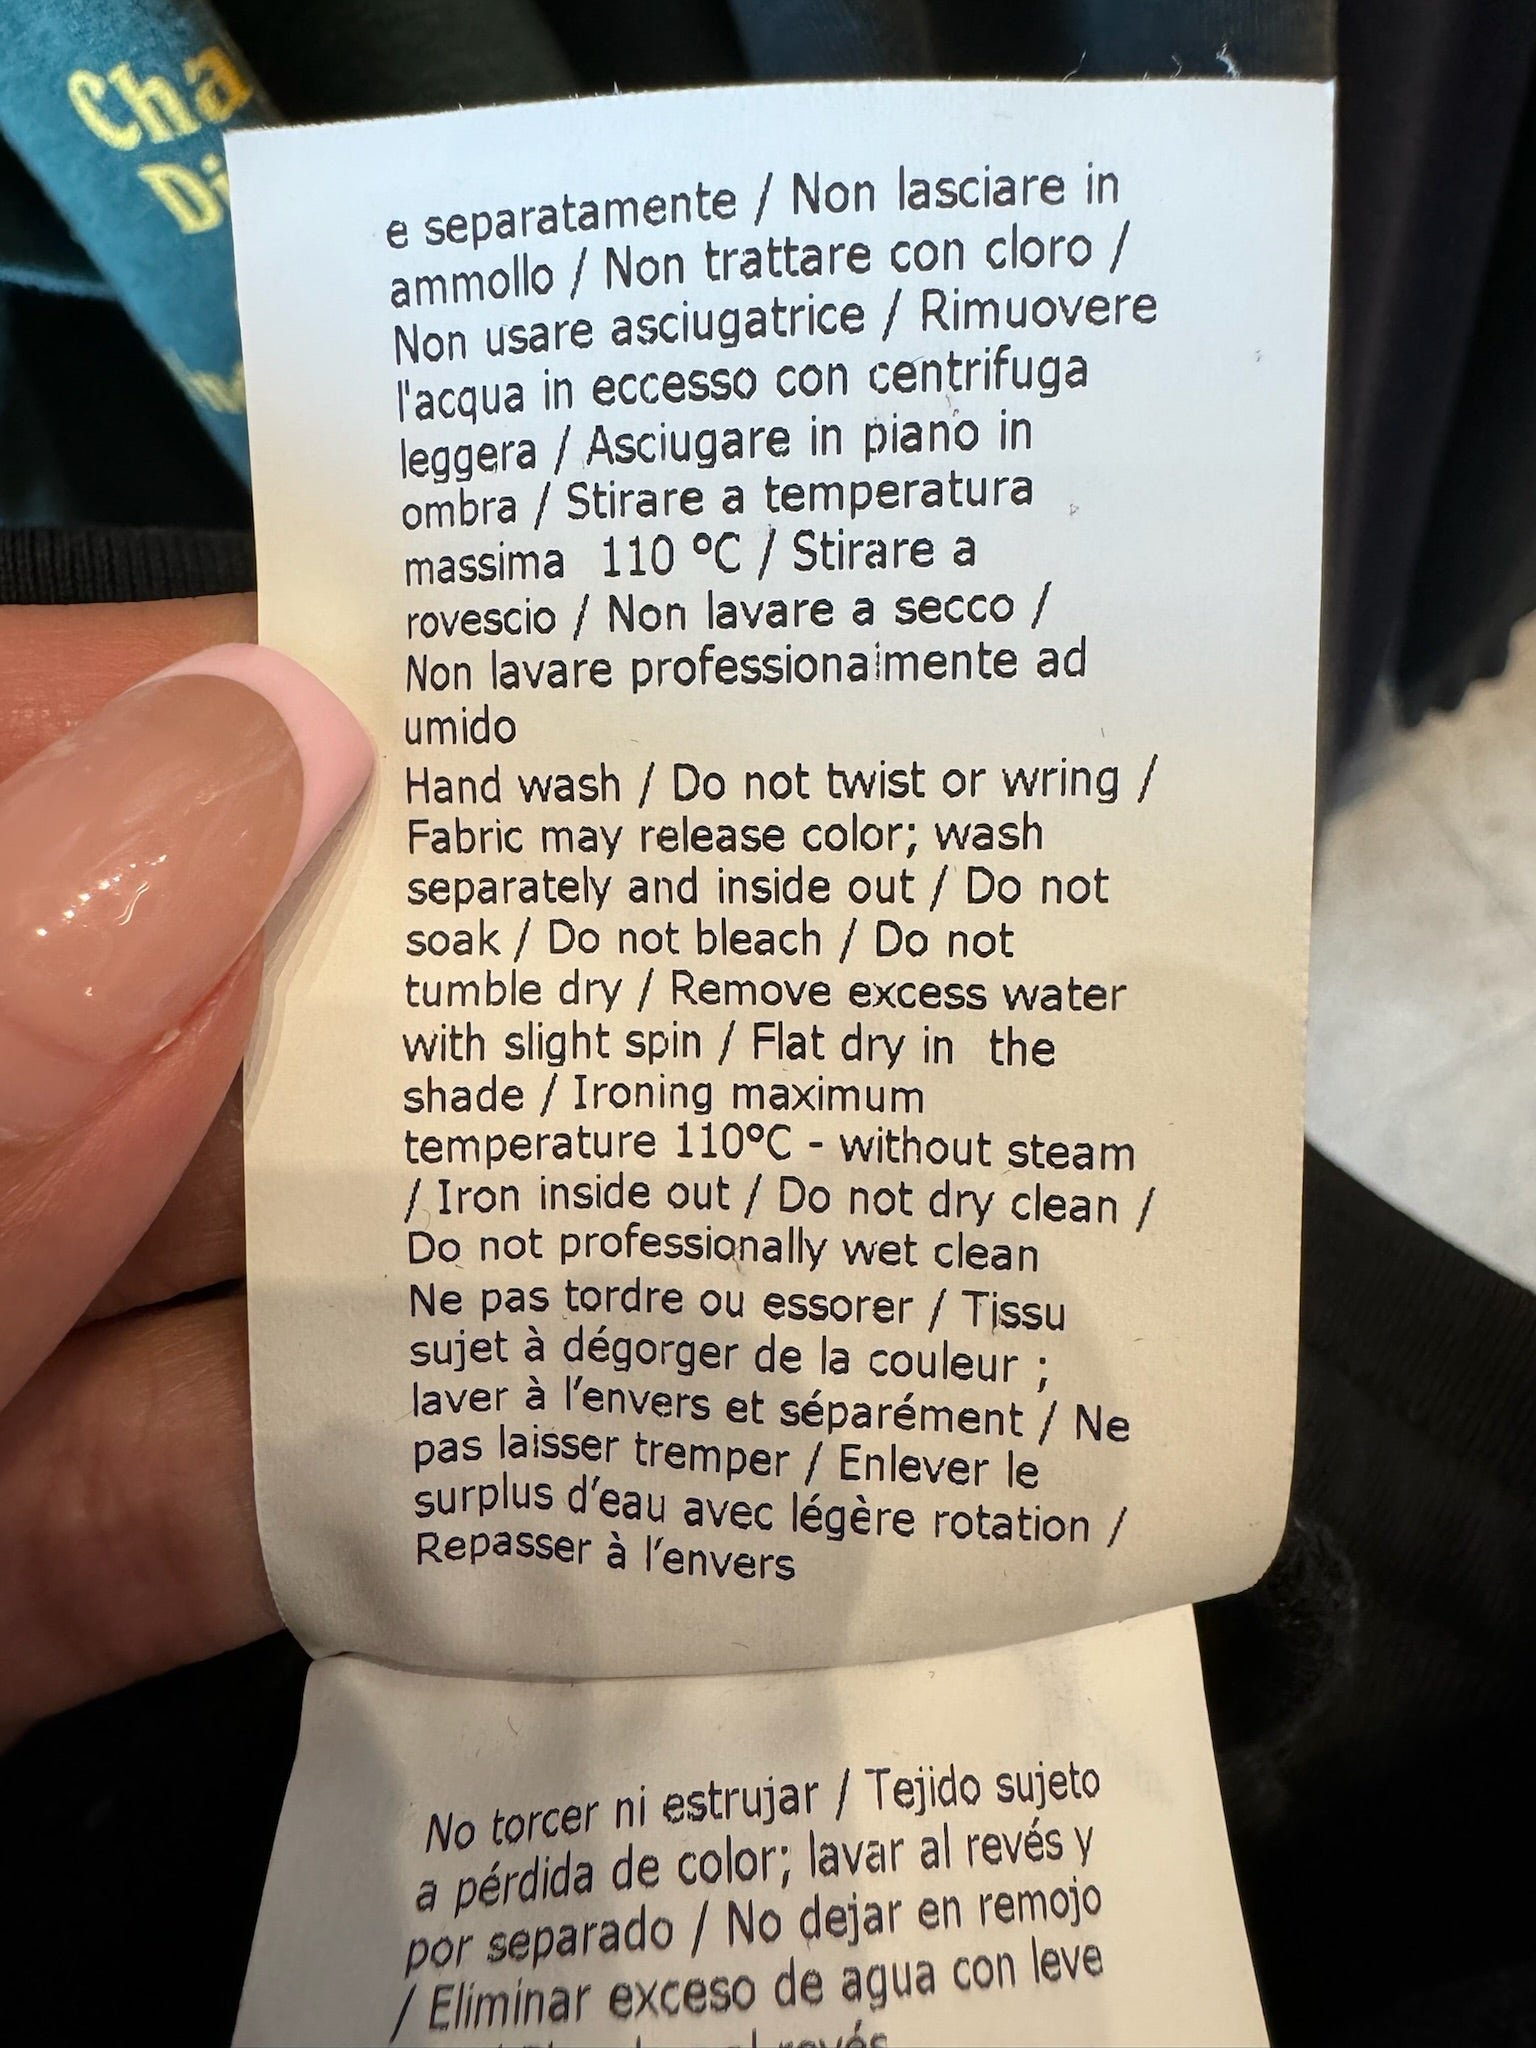 Cha
Di
e separatamente / Non lasciare in
ammollo / Non trattare con cloro /
Non usare asciugatrice / Rimuovere
l'acqua in eccesso con centrifuga
leggera / Asciugare in piano in
ombra / Stirare a temperatura
massima 110 ºC / Stirare a
rovescio / Non lavare a secco /
Non lavare professionalmente ad
umido
Hand wash / Do not twist or wring /
Fabric may release color; wash
separately and inside out / Do not
soak / Do not bleach / Do not
tumble dry / Remove excess water
with slight spin / Flat dry in the
shade / Ironing maximum
temperature 110ºC - without steam
/ Iron inside out / Do not dry clean /
Do not professionally wet clean
Ne pas tordre ou essorer / Tissu
sujet à dégorger de la couleur ;
laver à l’envers et séparément / Ne
pas laisser tremper / Enlever le
surplus d’eau avec légère rotation /
Repasser à l’envers
No torcer ni estrujar / Tejido sujeto
a pérdida de color; lavar al revés y
por separado / No dejar en remojo
/ Eliminar exceso de agua con leve
revés